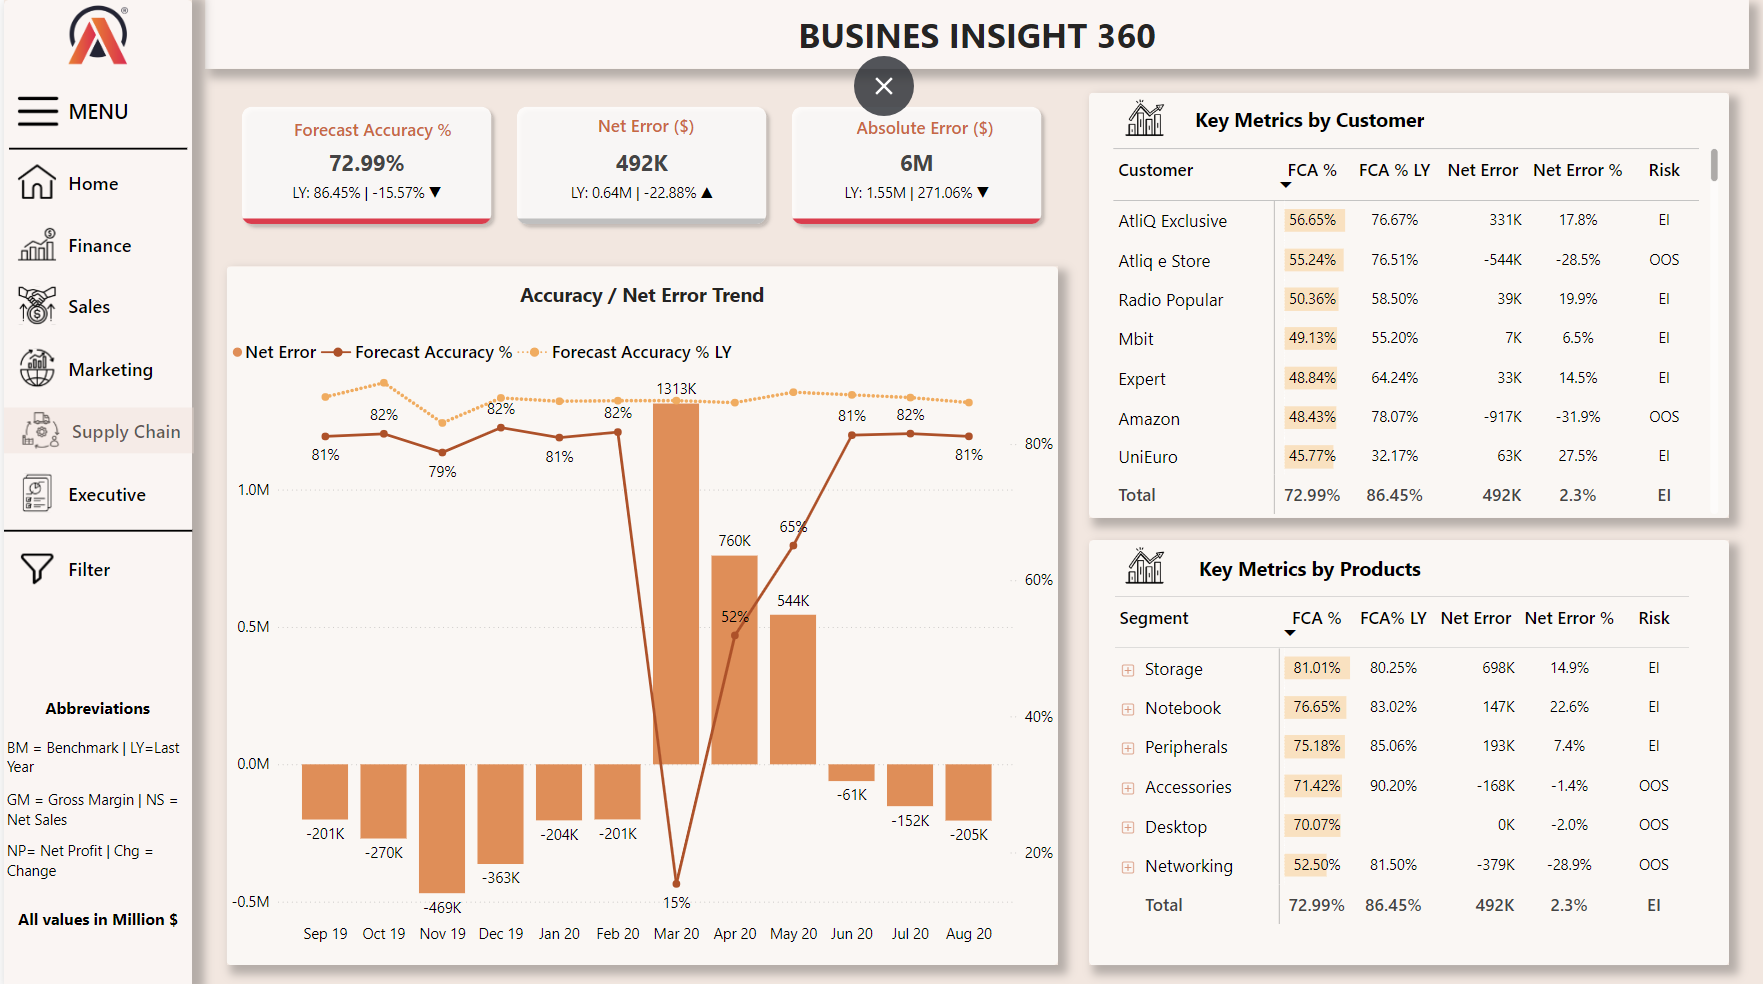 BUSINES INSIGHT 360
MENU
Home
Finance
Sales
Marketing
Supply Chain
Executive
Filter
Abbreviations
BM = Benchmark | LY=Last
Year
GM = Gross Margin | NS =
Net Sales
NP= Net Profit | Chg =
Change
All values in Million $
Forecast Accuracy %
72.99%
LY: 86.45% | -15.57% ▼
Net Error ($)
492K
LY: 0.64M | -22.88% ▲
Absolute Error ($)
6M
LY: 1.55M | 271.06% ▼
Accuracy / Net Error Trend
Net Error Forecast Accuracy % Forecast Accuracy % LY
1313K
82% 82% 82% 81% 82%
81% 79% 81% 81%
80%
1.0M
65%
760K
60%
544K
52%
0.5M
40%
0.0M
-61K
-152K
-201K -270K -363K -204K -201K -205K
20%
-469K
15%
-0.5M
Sep 19 Oct 19 Nov 19 Dec 19 Jan 20 Feb 20 Mar 20 Apr 20 May 20 Jun 20 Jul 20 Aug 20
Key Metrics by Customer
Customer FCA % FCA % LY Net Error Net Error % Risk
AtliQ Exclusive 56.65% 76.67% 331K 17.8% EI
Atliq e Store 55.24% 76.51% -544K -28.5% OOS
Radio Popular 50.36% 58.50% 39K 19.9% EI
Mbit 49.13% 55.20% 7K 6.5% EI
Expert 48.84% 64.24% 33K 14.5% EI
Amazon 48.43% 78.07% -917K -31.9% OOS
UniEuro 45.77% 32.17% 63K 27.5% EI
Total 72.99% 86.45% 492K 2.3% EI
Key Metrics by Products
Segment FCA % FCA% LY Net Error Net Error % Risk
Storage 81.01% 80.25% 698K 14.9% EI
Notebook 76.65% 83.02% 147K 22.6% EI
Peripherals 75.18% 85.06% 193K 7.4% EI
Accessories 71.42% 90.20% -168K -1.4% OOS
Desktop 70.07% 0K -2.0% OOS
Networking 52.50% 81.50% -379K -28.9% OOS
Total 72.99% 86.45% 492K 2.3% EI